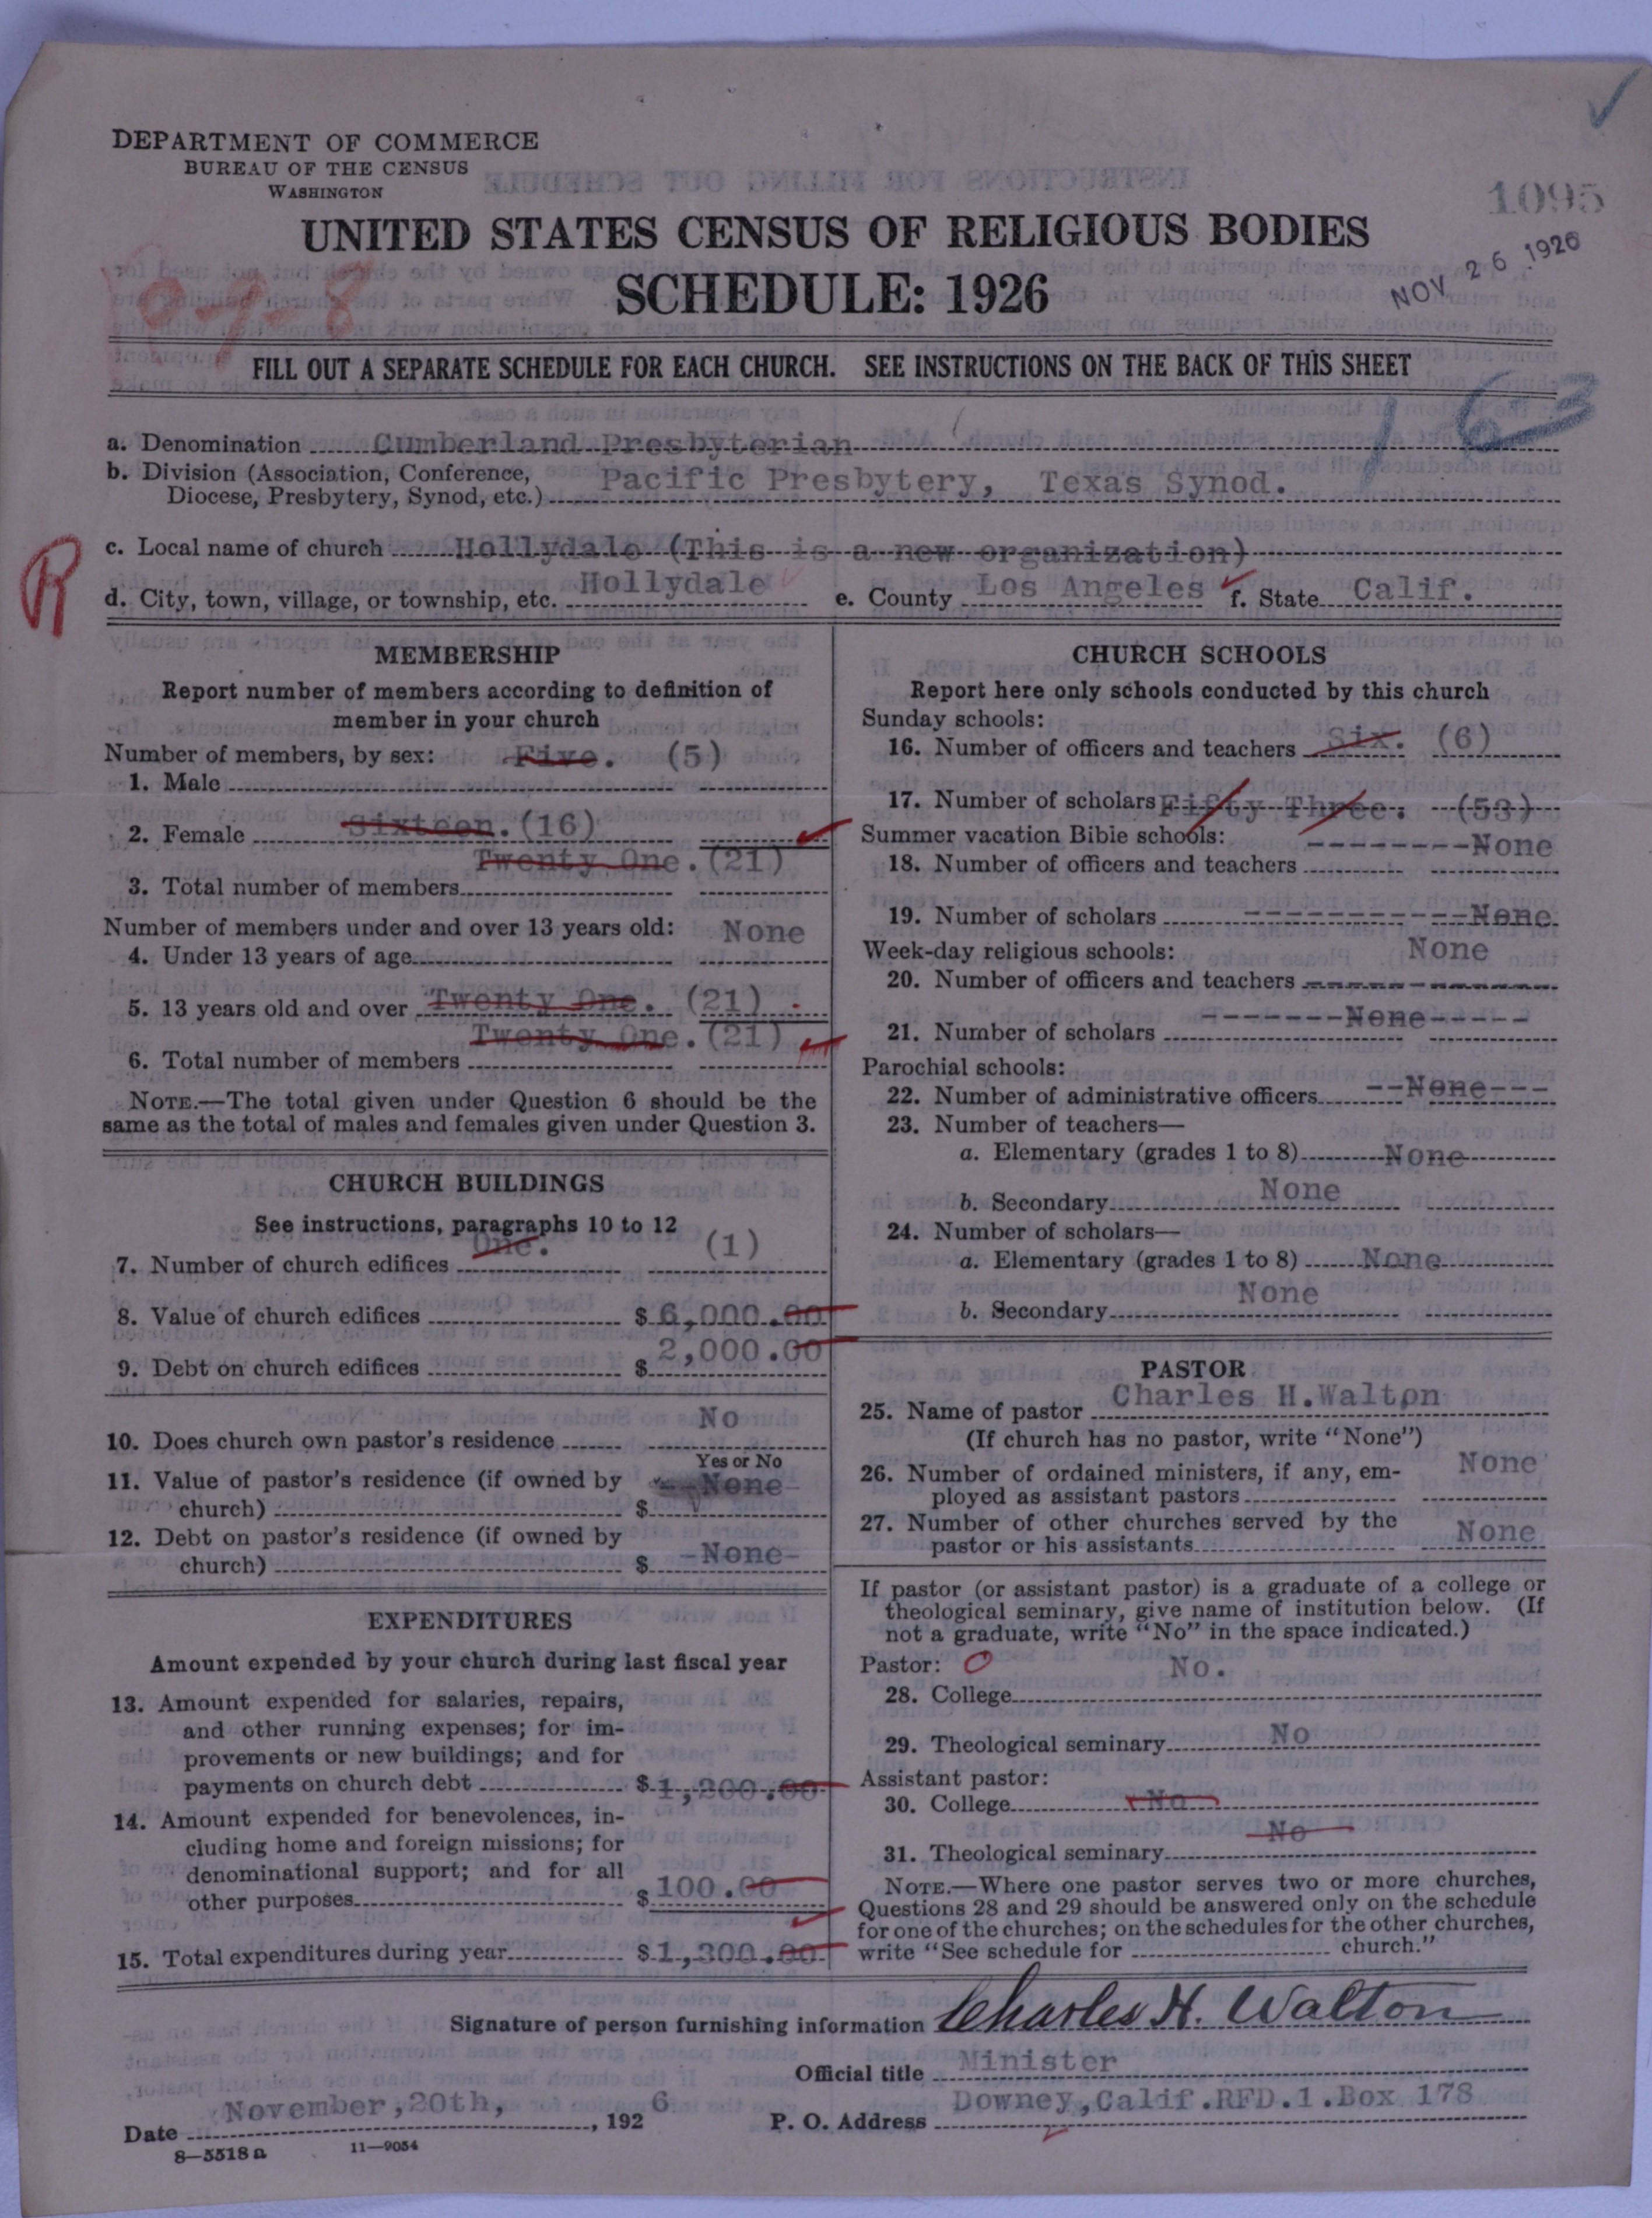 DEPARTMENT OF COMMERCE
BUREAU OF THE CENSUS
WASHINGTON
1095
UNITED STATES CENSUS OF RELIGIOUS BODIES
SCHEDULE: 1926
NOV 26 1926
FILL OUT A SEPARATE SCHEDULE FOR EACH CHURCH. SEE INSTRUCTIONS ON THE BACK OF THIS SHEET
163
a. Denomination Cumberland Presbyterian
b. Division (Association, Conference, Diocese, Presbytery, Synod, etc.) Pacific Presbytery, Texas Synod.
c. Local name of church Hollydale (This is a new organization)
R
d. City, town, village, or township, etc. Hollydale e. County Los Angeles f. State Calif.
MEMBERSHIP
Report number of members according to definition of
member in your church
Number of members, by sex: Five. (5)
1. Male
2. Female Sixteen. (16)
Twenty One. (21)
3. Total number of members
Number of members under and over 13 years old: None
4. Under 13 years of age
5. 13 years old and over Twenty One. (21)
Twenty One. (21)
6. Total number of members
NOTE.—The total given under Question 6 should be the
same as the total of males and females given under Question 3.
CHURCH BUILDINGS
See instructions, paragraphs 10 to 12
7. Number of church edifices One. (1)
8. Value of church edifices $ 6,000.00
9. Debt on church edifices $ 2,000.00
10. Does church own pastor's residence No
Yes or No
11. Value of pastor's residence (if owned by
church) $ None
12. Debt on pastor's residence (if owned by
church) $ -None-
EXPENDITURES
Amount expended by your church during last fiscal year
13. Amount expended for salaries, repairs,
and other running expenses; for im-
provements or new buildings; and for
payments on church debt $ 1,200.00
14. Amount expended for benevolences, in-
cluding home and foreign missions; for
denominational support; and for all
other purposes $ 100.00
15. Total expenditures during year $ 1,300.00
CHURCH SCHOOLS
Report here only schools conducted by this church
Sunday schools:
16. Number of officers and teachers Six. (6)
17. Number of scholars Fifty Three. (53)
Summer vacation Bible schools: --------None
18. Number of officers and teachers
19. Number of scholars -----------None
Week-day religious schools: None
20. Number of officers and teachers
-------None-----
21. Number of scholars
Parochial schools:
22. Number of administrative officers --None---
23. Number of teachers—
a. Elementary (grades 1 to 8) None
b. Secondary None
24. Number of scholars—
a. Elementary (grades 1 to 8) None
b. Secondary None
PASTOR
25. Name of pastor Charles H.Walton
(If church has no pastor, write "None")
26. Number of ordained ministers, if any, em-
ployed as assistant pastors None
27. Number of other churches served by the
pastor or his assistants None
If pastor (or assistant pastor) is a graduate of a college or
theological seminary, give name of institution below. (If
not a graduate, write "No" in the space indicated.)
Pastor: O No.
28. College
29. Theological seminary No
Assistant pastor:
30. College No
31. Theological seminary No
NOTE.—Where one pastor serves two or more churches,
Questions 28 and 29 should be answered only on the schedule
for one of the churches; on the schedules for the other churches,
write "See schedule for church."
Signature of person furnishing information Charles H. Walton
Official title Minister
Date November,20th, , 1926 P. O. Address Downey,Calif.RFD.1.Box 178
8—5518 a 11—9054